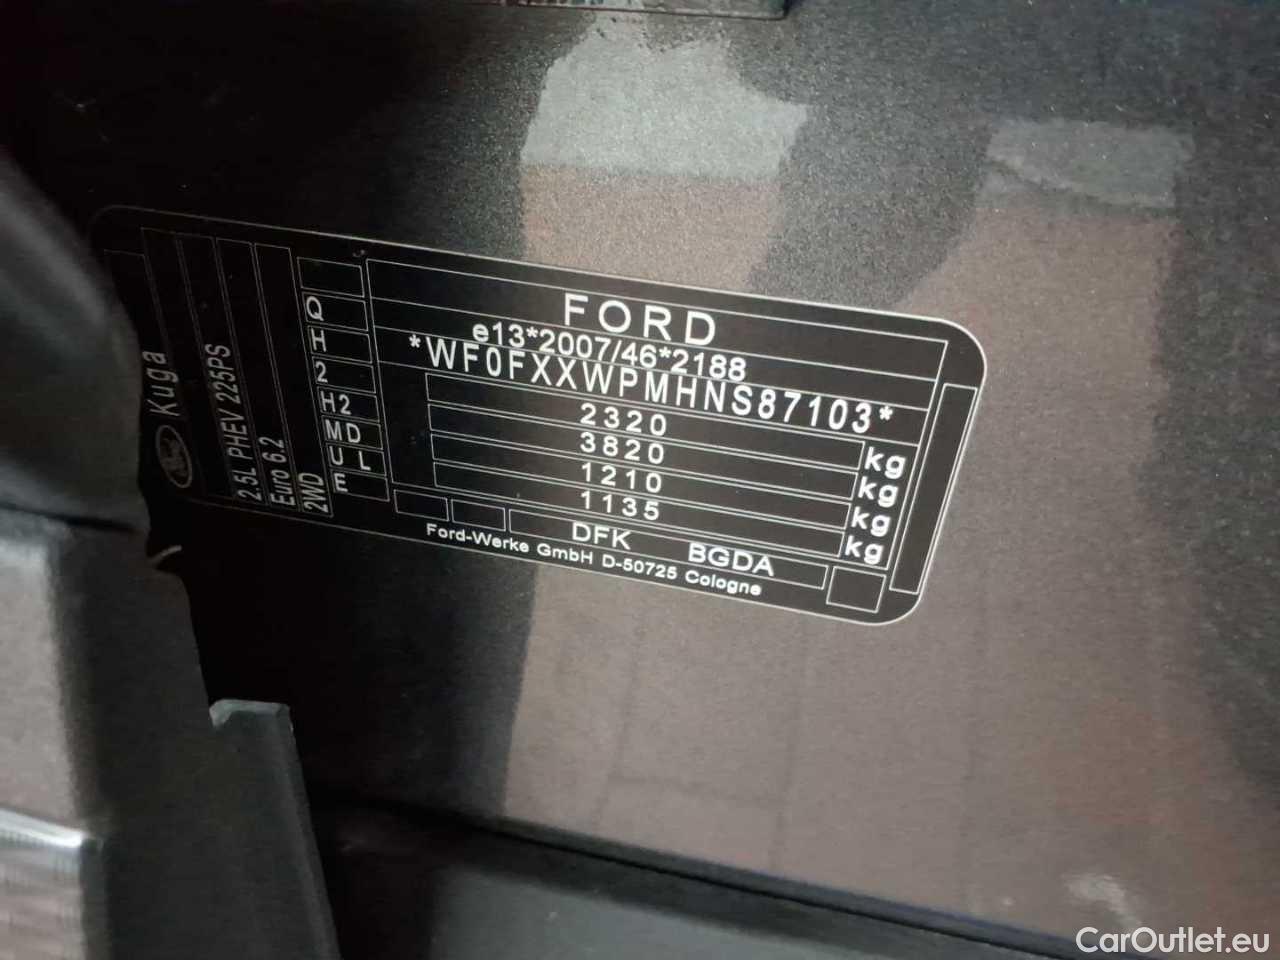 FORD
e13*2007/46*2188
*WF0FXXWPMHNS87103*
2320 kg
3820 kg
1210 kg
1135 kg
DFK BGDA
Ford-Werke GmbH D-50725 Cologne
Q
H
2
H2
MD
U L
E
Ford Kuga
2.5L PHEV 225PS
Euro 6.2
2WD
CarOutlet.eu